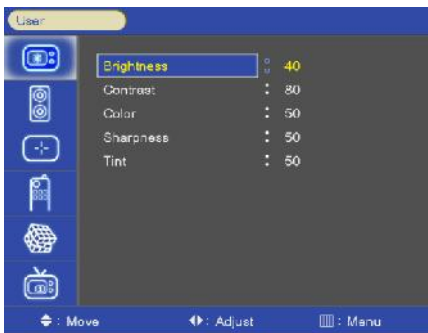 User
Brightness : 40
Contrast : 80
Color : 50
Sharpness : 50
Tint : 50
: Move : Adjust : Menu